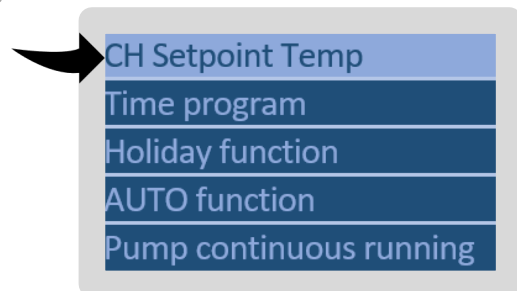 CH Setpoint Temp
Time program
Holiday function
AUTO function
Pump continuous running